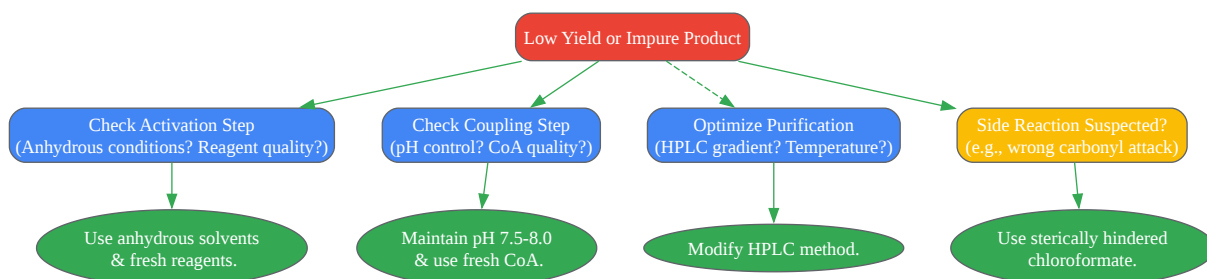 Low Yield or Impure Product
Check Activation Step
(Anhydrous conditions? Reagent quality?)
Check Coupling Step
(pH control? CoA quality?)
Optimize Purification
(HPLC gradient? Temperature?)
Side Reaction Suspected?
(e.g., wrong carbonyl attack)
Use anhydrous solvents
& fresh reagents.
Maintain pH 7.5-8.0
& use fresh CoA.
Modify HPLC method.
Use sterically hindered
chloroformate.